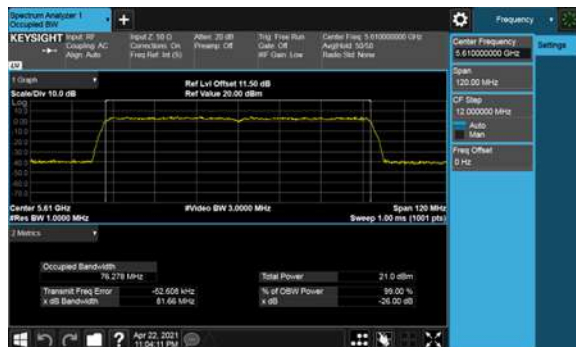 Spectrum Analyzer 1
Occupied BW
+
Frequency
KEYSIGHT
Input: RF
Coupling: AC
Align: Auto
Input Z: 50 Ω
Corrections: On
Freq Ref: Int (S)
Atten: 20 dB
Preamp: Off
Trig: Free Run
Gate: Off
#IF Gain: Low
Center Freq: 5.610000000 GHz
Avg|Hold: 50/50
Radio Std: None
Center Frequency
5.610000000 GHz
Settings
Span
120.00 MHz
CF Step
12.000000 MHz
Auto
Man
Freq Offset
0 Hz
1 Graph
Scale/Div 10.0 dB
Ref Lvl Offset 11.50 dB
Ref Value 20.00 dBm
Log
10.0
0.00
Center 5.61 GHz
#Res BW 1.0000 MHz
#Video BW 3.0000 MHz
Span 120 MHz
Sweep 1.00 ms (1001 pts)
2 Metrics
Occupied Bandwidth
76.278 MHz
Total Power
21.0 dBm
Transmit Freq Error
-52.608 kHz
% of OBW Power
99.00 %
x dB Bandwidth
81.66 MHz
x dB
-26.00 dB
?
Apr 22, 2021
11:04:11 PM